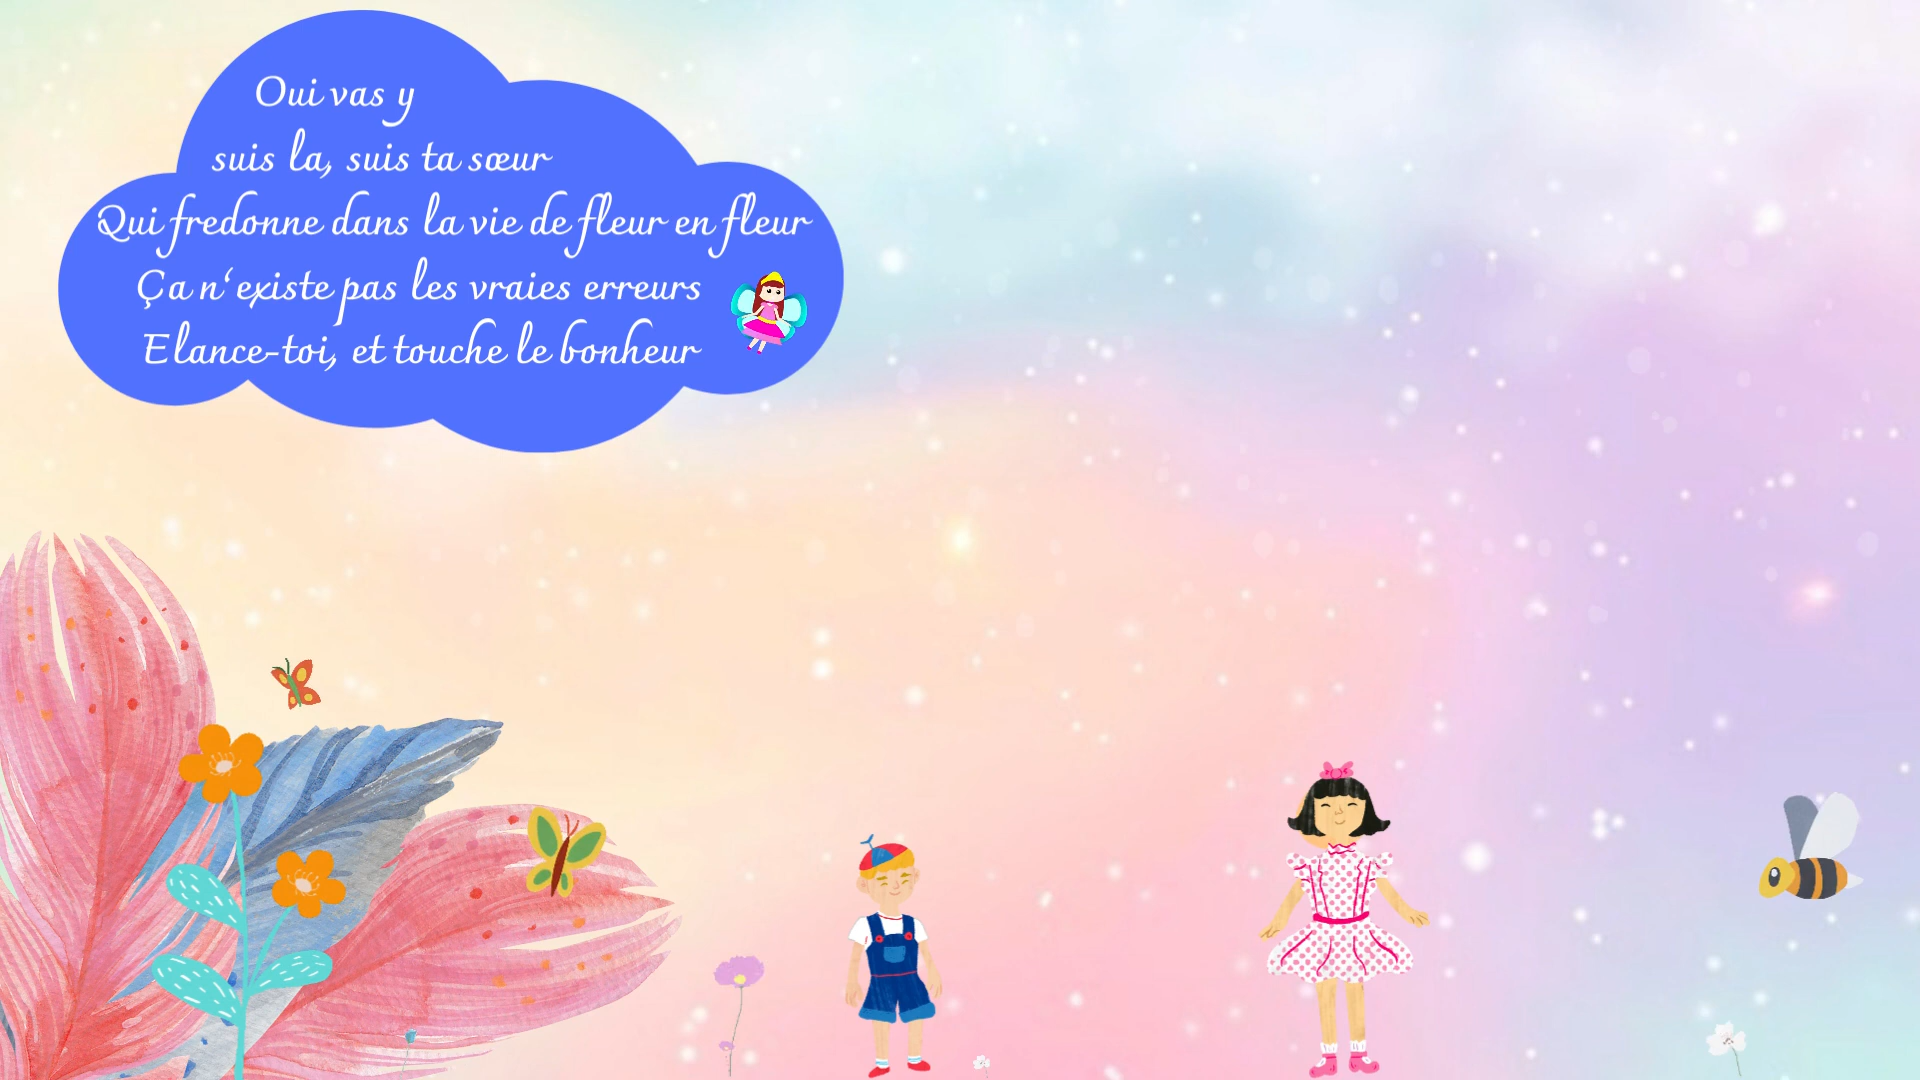 Oui vas y
suis la, suis ta sœur
Qui fredonne dans la vie de fleur en fleur
Ça n‘existe pas les vraies erreurs
Elance-toi, et touche le bonheur